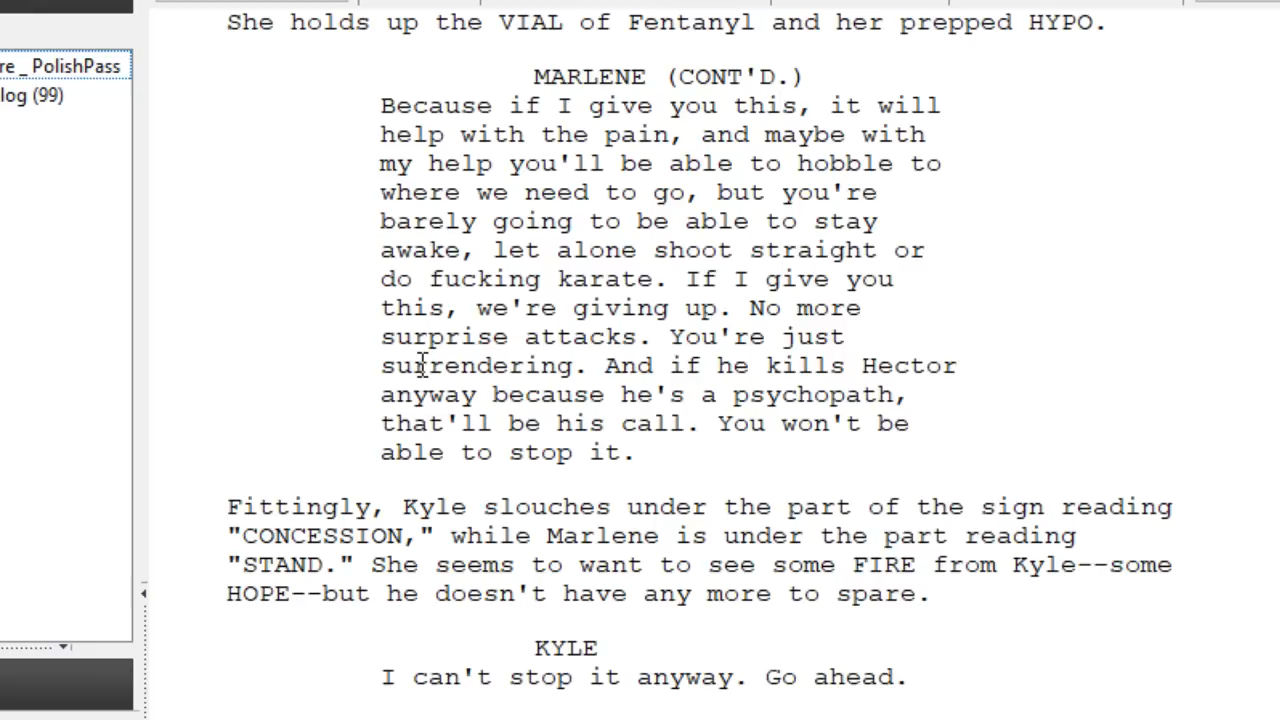 She holds up the VIAL of Fentanyl and her prepped HYPO.
re_PolishPass
log (99)
MARLENE (CONT'D.)
Because if I give you this, it will
help with the pain, and maybe with
my help you'll be able to hobble to
where we need to go, but you're
barely going to be able to stay
awake, let alone shoot straight or
do fucking karate. If I give you
this, we're giving up. No more
surprise attacks. You're just
surrendering. And if he kills Hector
anyway because he's a psychopath,
that'll be his call. You won't be
able to stop it.
Fittingly, Kyle slouches under the part of the sign reading
"CONCESSION," while Marlene is under the part reading
"STAND." She seems to want to see some FIRE from Kyle--some
HOPE--but he doesn't have any more to spare.
KYLE
I can't stop it anyway. Go ahead.